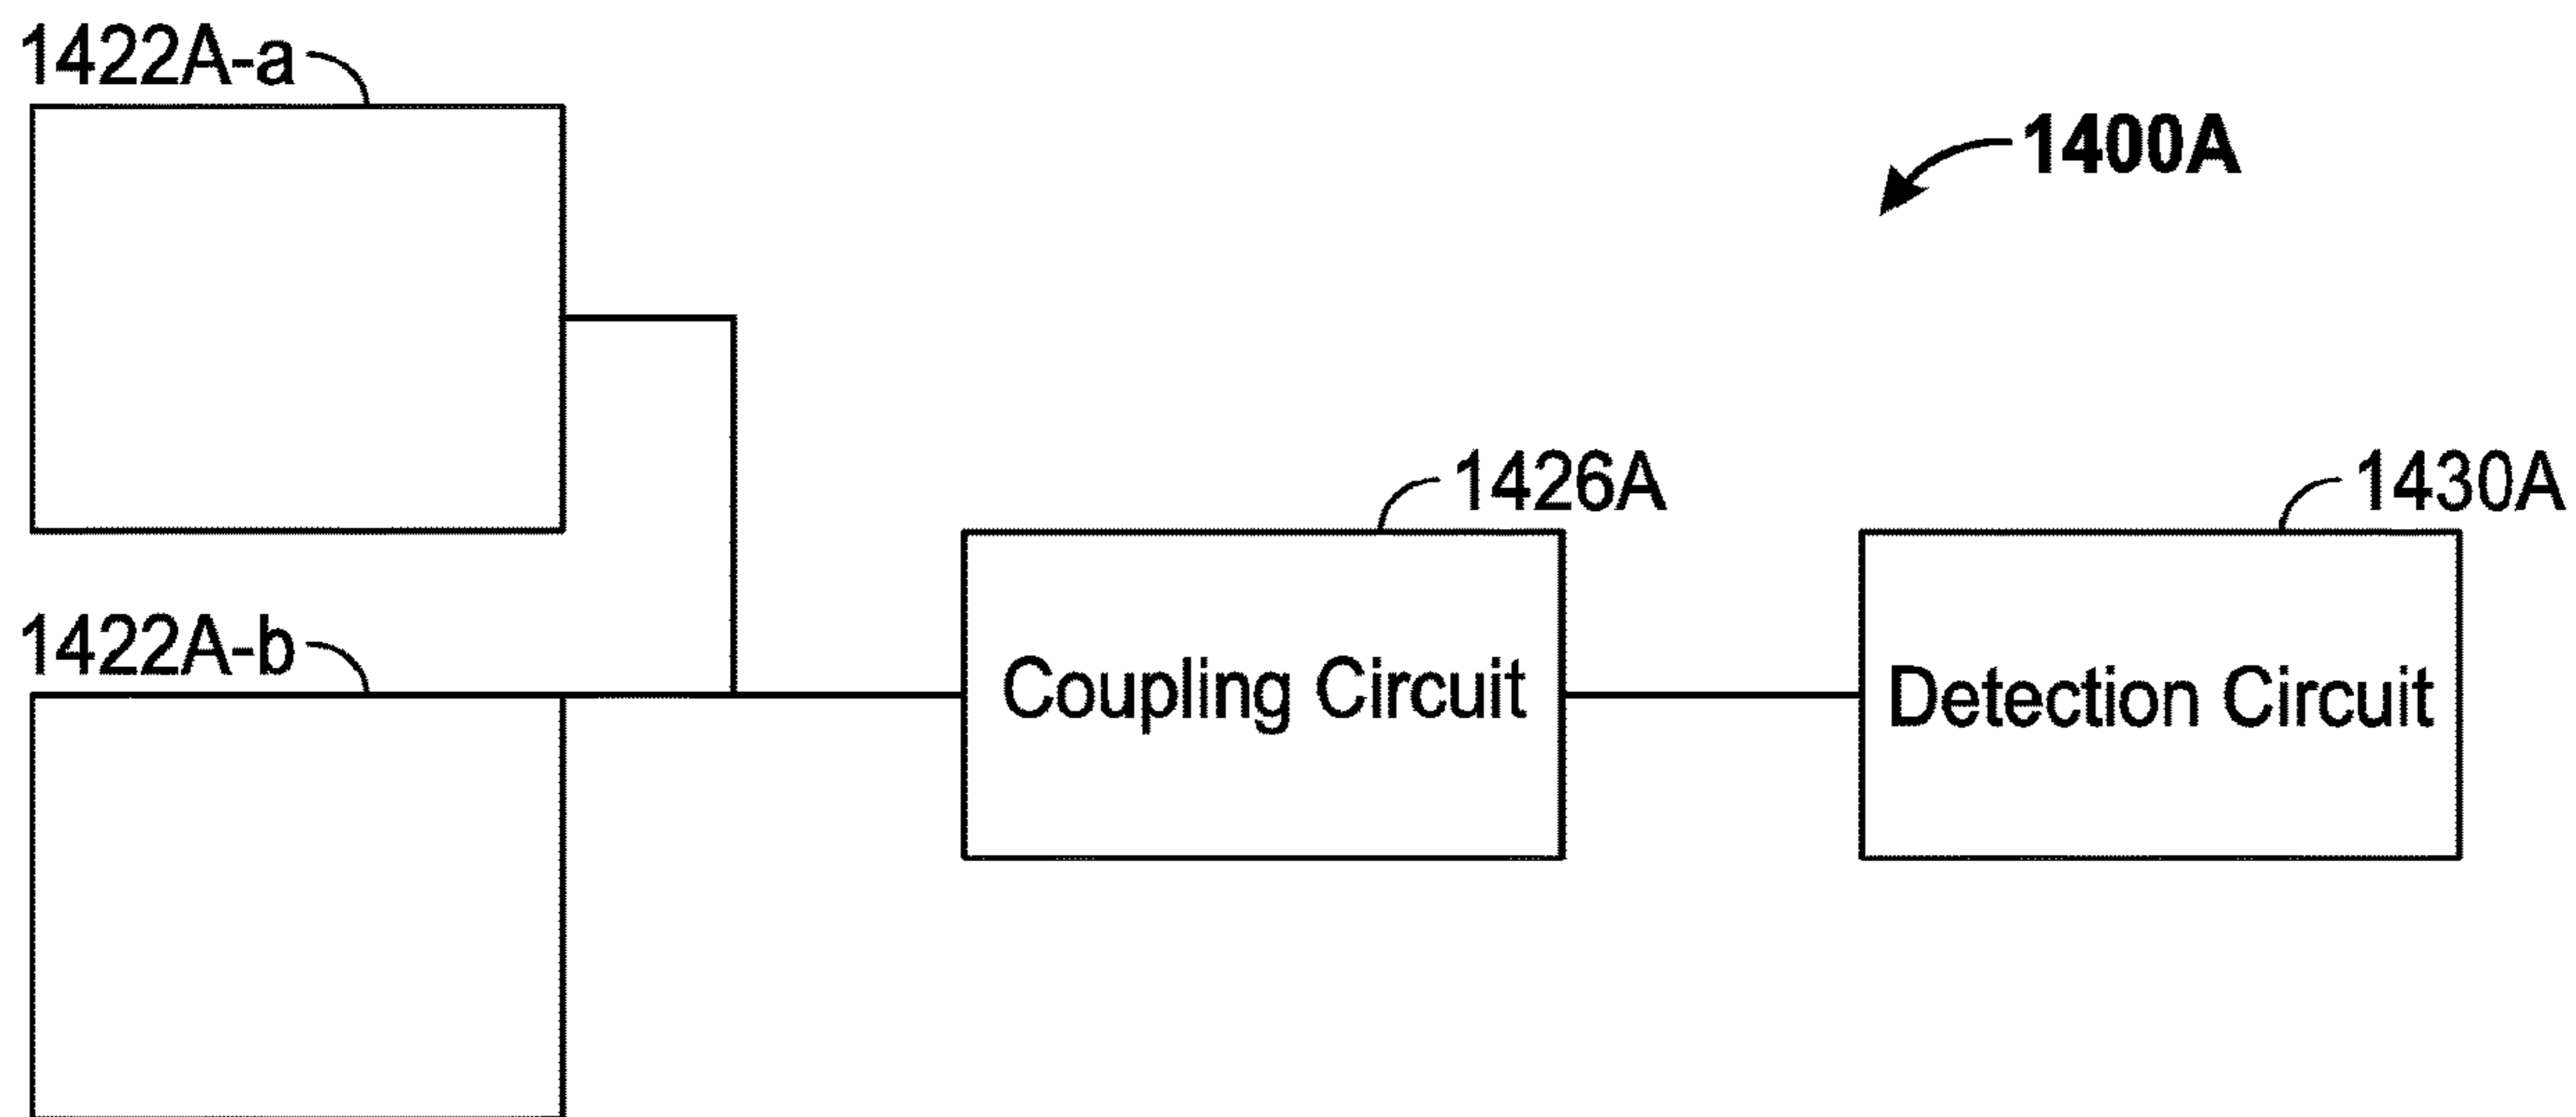 1422A-a
1400A
1426A
1430A
1422A-b
Coupling Circuit
Detection Circuit